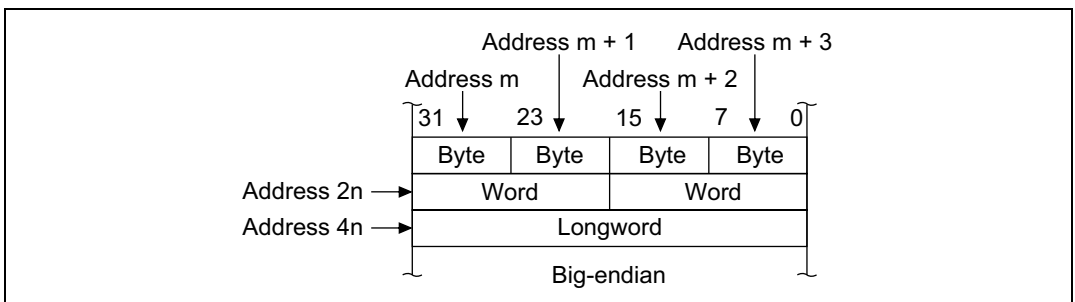 Address m + 1 Address m + 3
Address m Address m + 2
31 23 15 7 0
Byte Byte Byte Byte
Address 2n Word Word
Address 4n Longword
Big-endian